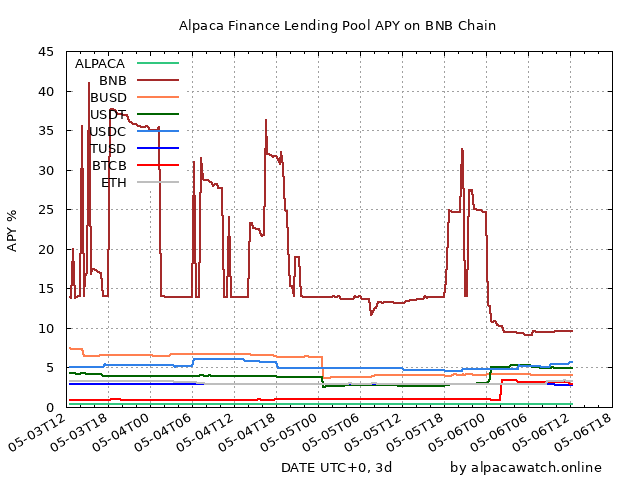 Alpaca Finance Lending Pool APY on BNB Chain
45
40
35
30
25
20
15
10
5
0
APY %
ALPACA
BNB
BUSD
USDT
USDC
TUSD
BTCB
ETH
05-03T12
05-03T18
05-04T00
05-04T06
05-04T12
05-04T18
05-05T00
05-05T06
05-05T12
05-05T18
05-06T00
05-06T06
05-06T12
05-06T18
DATE UTC+0, 3d
by alpacawatch.online